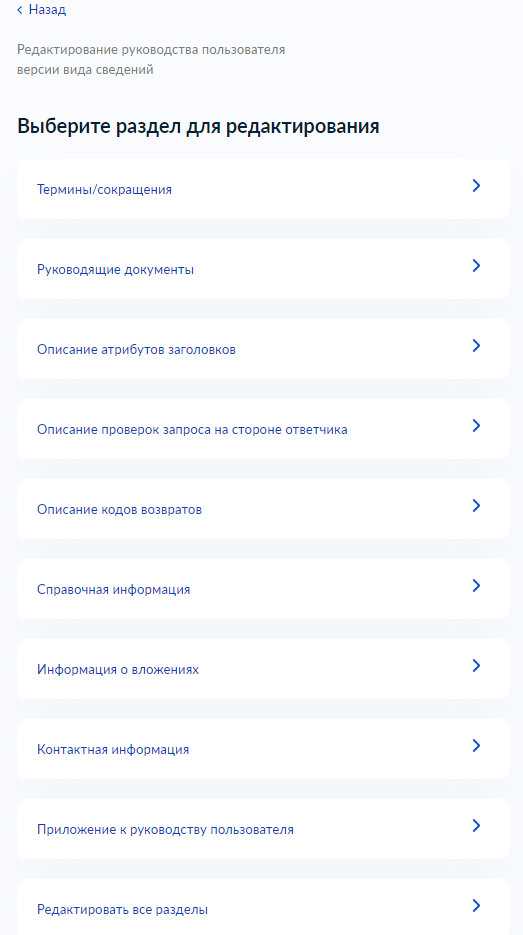 Назад
Редактирование руководства пользователя
версии вида сведений
Выберите раздел для редактирования
Термины/сокращения
Руководящие документы
Описание атрибутов заголовков
Описание проверок запроса на стороне ответчика
Описание кодов возвратов
Справочная информация
Информация о вложениях
Контактная информация
Приложение к руководству пользователя
Редактировать все разделы